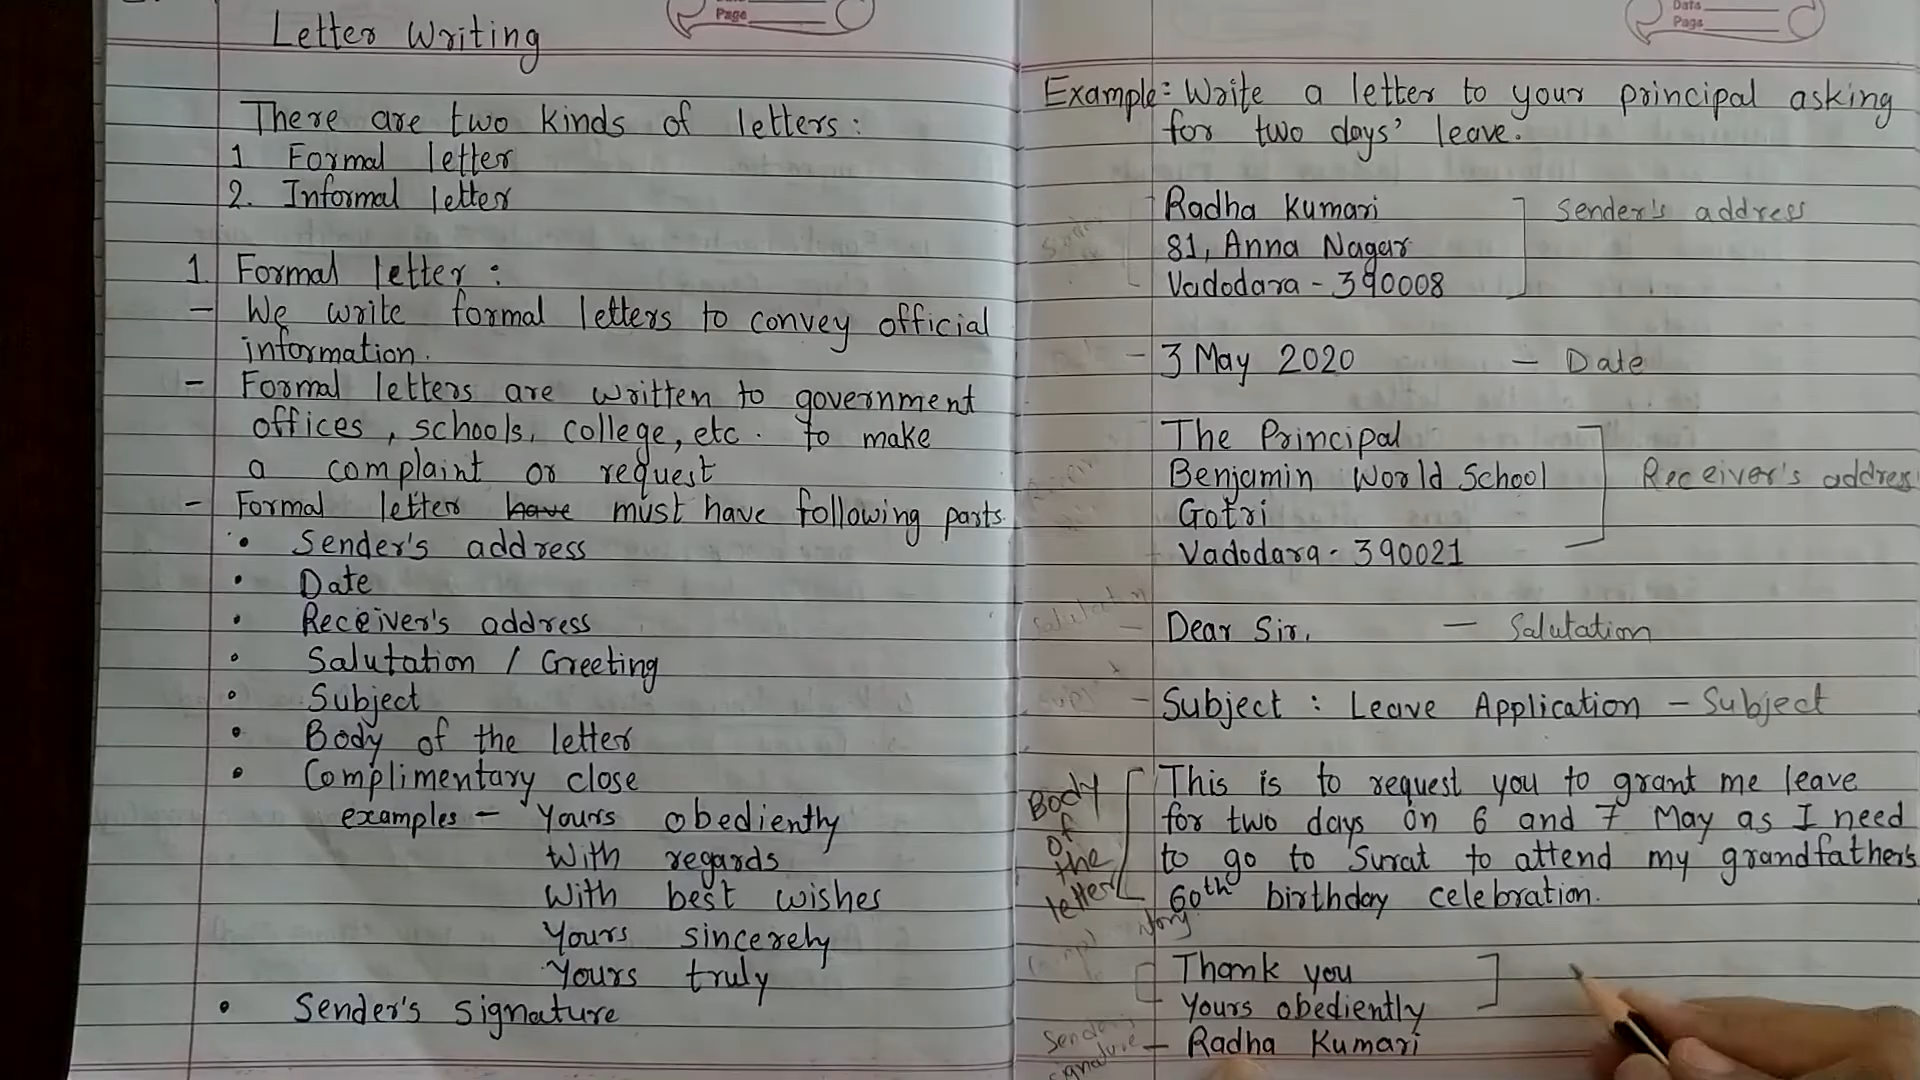 Page
Letter Writing
There are two kinds of letters:
1 Formal letter
2. Informal letter
1. Formal letter :
- We write formal letters to convey official
information.
- Formal letters are written to government
offices, schools, college, etc. to make
a complaint or request
- Formal letter have must have following parts.
• Sender's address
• Date
• Receiver's address
• Salutation / Greeting
• Subject
• Body of the letter
• Complimentary close
examples - Yours obediently
With regards
With best wishes
Yours sincerely
Yours truly
• Sender's signature
Date
Page
Example: Write a letter to your principal asking
for two days' leave.
Radha Kumari
Sender's address
81, Anna Nagar
Vadodara - 390008
- 3 May 2020 - Date
The Principal
Benjamin World School
Receiver's address
Gotri
Vadodara - 390021
Salutation
- Dear Sir, - Salutation
- Subject : Leave Application - Subject
Body of the letter
This is to request you to grant me leave
for two days on 6 and 7 May as I need
to go to Surat to attend my grandfather's
60th birthday celebration.
Thank you
Yours obediently
- Radha Kumari